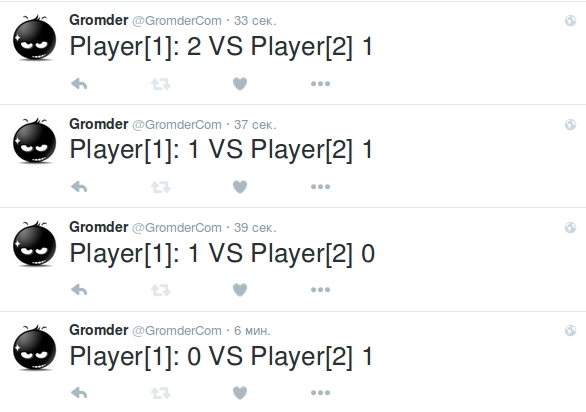 Gromder @GromderCom · 33 сек.
Player[1]: 2 VS Player[2] 1
Gromder @GromderCom · 37 сек.
Player[1]: 1 VS Player[2] 1
Gromder @GromderCom · 39 сек.
Player[1]: 1 VS Player[2] 0
Gromder @GromderCom · 6 мин.
Player[1]: 0 VS Player[2] 1